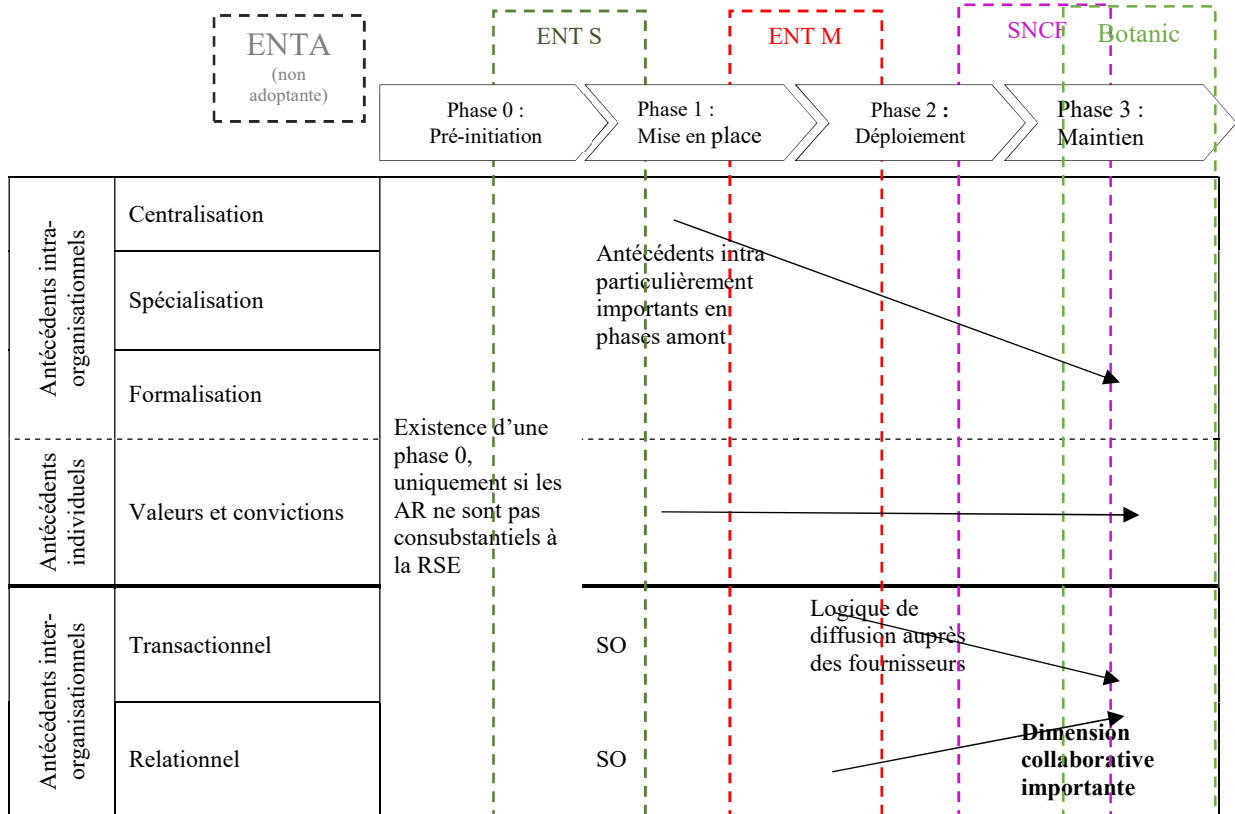 ENTA
(non
adoptante)
ENT S
ENT M
SNCF
Botanic
Phase 0 :
Pré-initiation
Phase 1 :
Mise en place
Phase 2 :
Déploiement
Phase 3 :
Maintien
Antécédents intra-
organisationnels
Centralisation
Spécialisation
Formalisation
Antécédents intra
particulièrement
importants en
phases amont
Existence d'une
phase 0,
uniquement si les
AR ne sont pas
consubstantiels à
la RSE
Antécédents
individuels
Valeurs et convictions
Antécédents inter-
organisationnels
Transactionnel
SO
Logique de
diffusion auprès
des fournisseurs
Relationnel
SO
Dimension
collaborative
importante